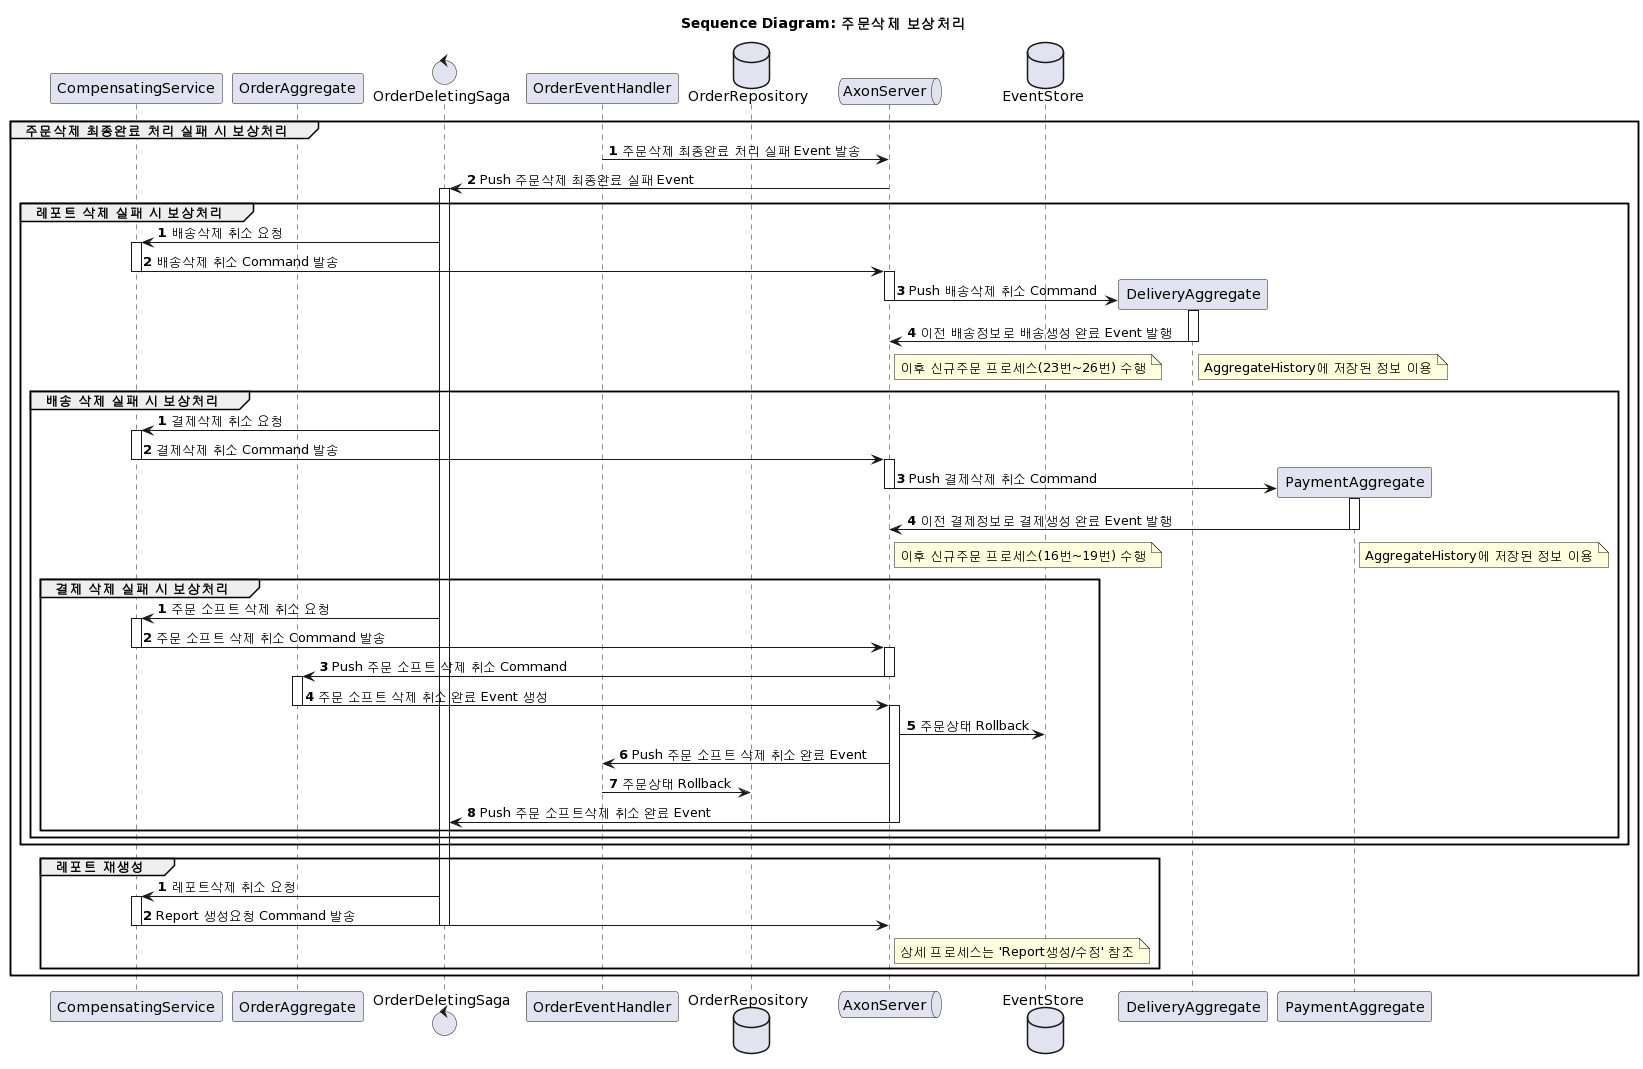 Sequence Diagram: 주문삭제 보상처리
CompensatingService
OrderAggregate
OrderDeletingSaga
OrderEventHandler
OrderRepository
AxonServer
EventStore
주문삭제 최종완료 처리 실패 시 보상처리
1 주문삭제 최종완료 처리 실패 Event 발송
2 Push 주문삭제 최종완료 실패 Event
레포트 삭제 실패 시 보상처리
1 배송삭제 취소 요청
2 배송삭제 취소 Command 발송
3 Push 배송삭제 취소 Command
DeliveryAggregate
4 이전 배송정보로 배송생성 완료 Event 발행
이후 신규주문 프로세스(23번~26번) 수행
AggregateHistory에 저장된 정보 이용
배송 삭제 실패 시 보상처리
1 결제삭제 취소 요청
2 결제삭제 취소 Command 발송
3 Push 결제삭제 취소 Command
PaymentAggregate
4 이전 결제정보로 결제생성 완료 Event 발행
이후 신규주문 프로세스(16번~19번) 수행
AggregateHistory에 저장된 정보 이용
결제 삭제 실패 시 보상처리
1 주문 소프트 삭제 취소 요청
2 주문 소프트 삭제 취소 Command 발송
3 Push 주문 소프트 삭제 취소 Command
4 주문 소프트 삭제 취소 완료 Event 생성
5 주문상태 Rollback
6 Push 주문 소프트 삭제 취소 완료 Event
7 주문상태 Rollback
8 Push 주문 소프트삭제 취소 완료 Event
레포트 재생성
1 레포트삭제 취소 요청
2 Report 생성요청 Command 발송
상세 프로세스는 'Report생성/수정' 참조
CompensatingService
OrderAggregate
OrderDeletingSaga
OrderEventHandler
OrderRepository
AxonServer
EventStore
DeliveryAggregate
PaymentAggregate